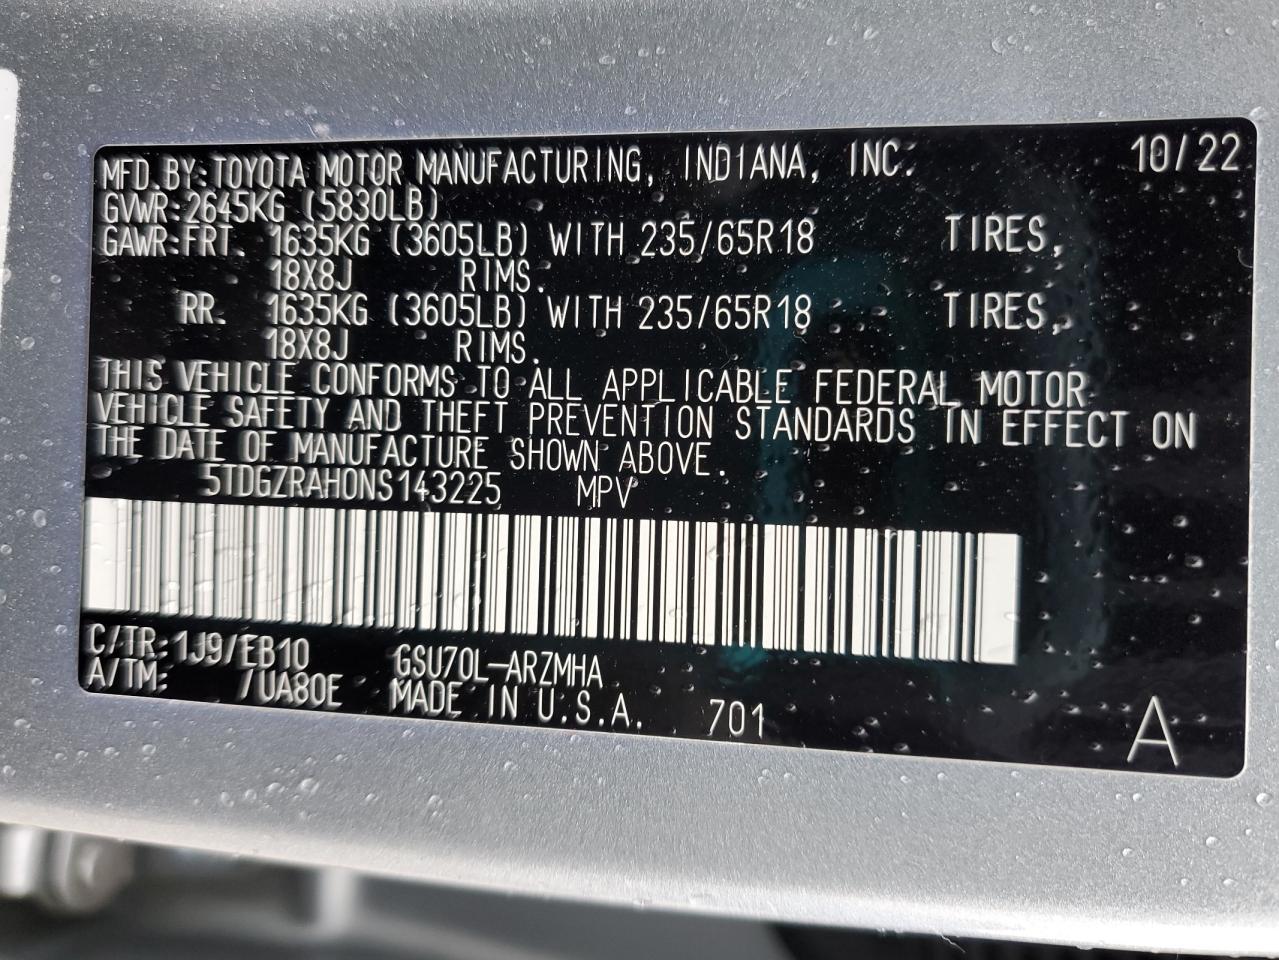 MFD.BY:TOYOTA MOTOR MANUFACTURING, INDIANA, INC. 10/22
GVWR:2645KG (5830LB)
GAWR:FRT. 1635KG (3605LB) WITH 235/65R18 TIRES,
18X8J RIMS.
RR. 1635KG (3605LB) WITH 235/65R18 TIRES,
18X8J RIMS.
THIS VEHICLE CONFORMS TO ALL APPLICABLE FEDERAL MOTOR
VEHICLE SAFETY AND THEFT PREVENTION STANDARDS IN EFFECT ON
THE DATE OF MANUFACTURE SHOWN ABOVE.
5TDGZRAH0NS143225 MPV
C/TR:1J9/EB10 GSU70L-ARZMHA
A/TM: /UA80E MADE IN U.S.A. 701 A